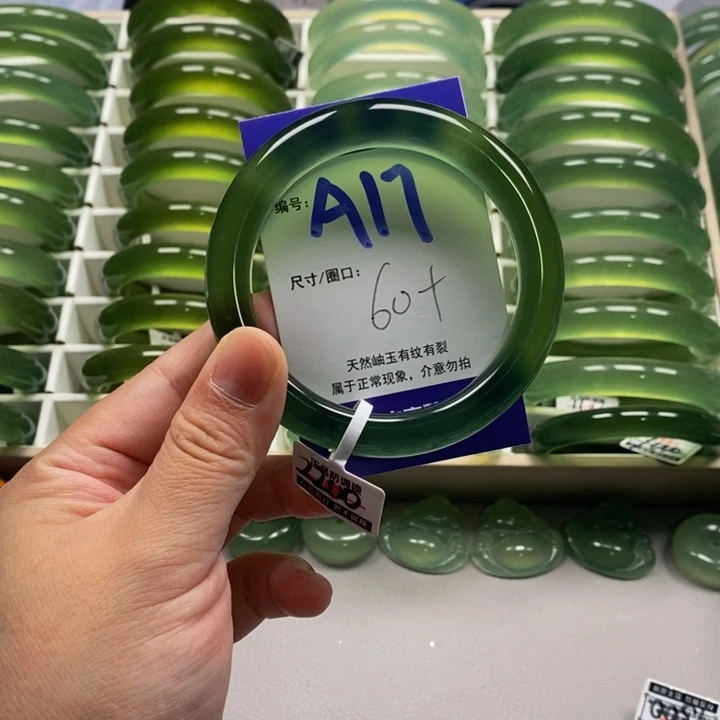 编号: A17
尺寸/圈口: 60+
天然岫玉有纹有裂
属于正常现象，介意勿拍